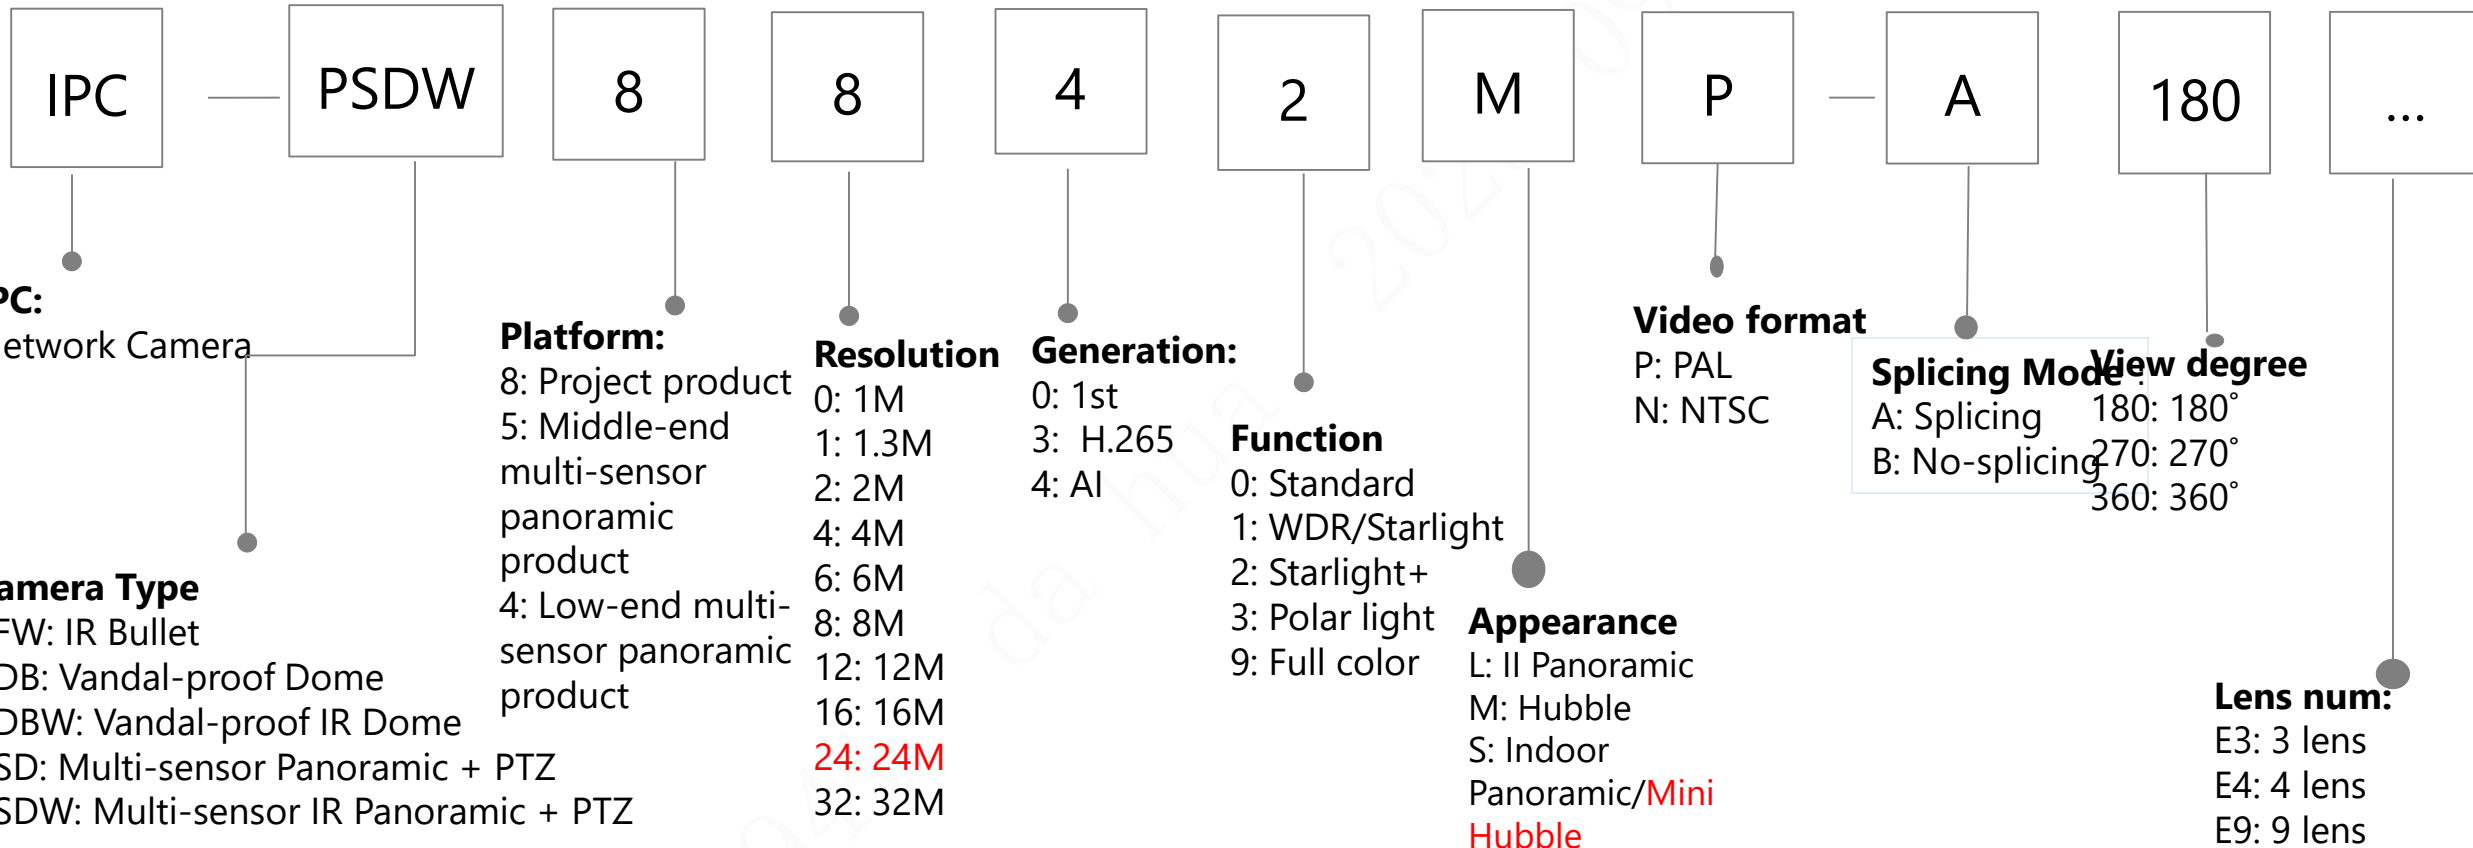 IPC
PSDW
8
8
4
2
M
P
A
180
...
PC:
etwork Camera
amera Type
FW: IR Bullet
DB: Vandal-proof Dome
DBW: Vandal-proof IR Dome
SD: Multi-sensor Panoramic + PTZ
SDW: Multi-sensor IR Panoramic + PTZ
Platform:
8: Project product
5: Middle-end
multi-sensor
panoramic
product
4: Low-end multi-
sensor panoramic
product
Resolution
0: 1M
1: 1.3M
2: 2M
4: 4M
6: 6M
8: 8M
12: 12M
16: 16M
24: 24M
32: 32M
Generation:
0: 1st
3: H.265
4: AI
Function
0: Standard
1: WDR/Starlight
2: Starlight+
3: Polar light
9: Full color
Appearance
L: II Panoramic
M: Hubble
S: Indoor
Panoramic/Mini
Hubble
Video format
P: PAL
N: NTSC
Splicing Mode :
A: Splicing
B: No-splicing
View degree
180: 180°
270: 270°
360: 360°
Lens num:
E3: 3 lens
E4: 4 lens
E9: 9 lens
da hua